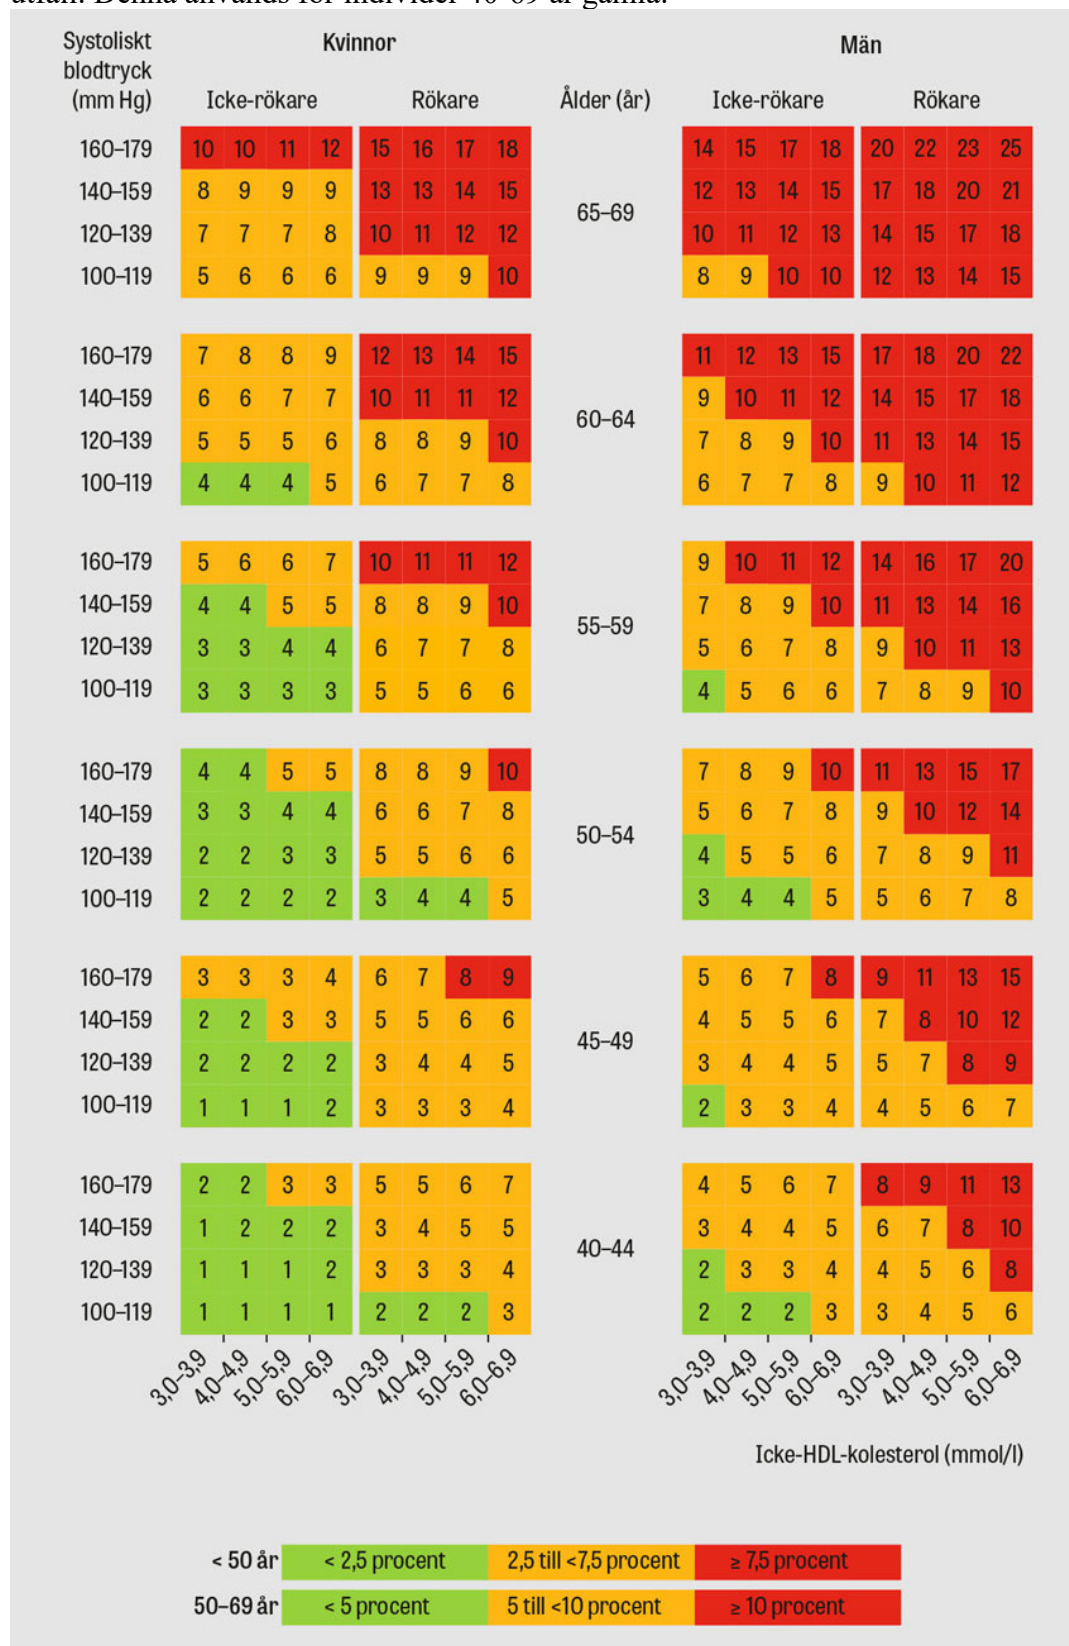 utfall. Denna används för individer 40-69 år gamla.
Systoliskt blodtryck (mm Hg) Kvinnor Män
Icke-rökare Rökare Ålder (år) Icke-rökare Rökare
160–179 10 10 11 12 15 16 17 18 14 15 17 18 20 22 23 25
140–159 8 9 9 9 13 13 14 15 12 13 14 15 17 18 20 21
65–69
120–139 7 7 7 8 10 11 12 12 10 11 12 13 14 15 17 18
100–119 5 6 6 6 9 9 9 10 8 9 10 10 12 13 14 15
160–179 7 8 8 9 12 13 14 15 11 12 13 15 17 18 20 22
140–159 6 6 7 7 10 11 11 12 9 10 11 12 14 15 17 18
60–64
120–139 5 5 5 6 8 8 9 10 7 8 9 10 11 13 14 15
100–119 4 4 4 5 6 7 7 8 6 7 7 8 9 10 11 12
160–179 5 6 6 7 10 11 11 12 9 10 11 12 14 16 17 20
140–159 4 4 5 5 8 8 9 10 7 8 9 10 11 13 14 16
55–59
120–139 3 3 4 4 6 7 7 8 5 6 7 8 9 10 11 13
100–119 3 3 3 3 5 5 6 6 4 5 6 6 7 8 9 10
160–179 4 4 5 5 8 8 9 10 7 8 9 10 11 13 15 17
140–159 3 3 4 4 6 6 7 8 5 6 7 8 9 10 12 14
50–54
120–139 2 2 3 3 5 5 6 6 4 5 5 6 7 8 9 11
100–119 2 2 2 2 3 4 4 5 3 4 4 5 5 6 7 8
160–179 3 3 3 4 6 7 8 9 5 6 7 8 9 11 13 15
140–159 2 2 3 3 5 5 6 6 4 5 5 6 7 8 10 12
45–49
120–139 2 2 2 2 3 4 4 5 3 4 4 5 5 7 8 9
100–119 1 1 1 2 3 3 3 4 2 3 3 4 4 5 6 7
160–179 2 2 3 3 5 5 6 7 4 5 6 7 8 9 11 13
140–159 1 2 2 2 3 4 5 5 3 4 4 5 6 7 8 10
40–44
120–139 1 1 1 2 3 3 3 4 2 3 3 4 4 5 6 8
100–119 1 1 1 1 2 2 2 3 2 2 2 3 3 4 5 6
3,0–3,9 4,0–4,9 5,0–5,9 6,0–6,9 3,0–3,9 4,0–4,9 5,0–5,9 6,0–6,9 3,0–3,9 4,0–4,9 5,0–5,9 6,0–6,9 3,0–3,9 4,0–4,9 5,0–5,9 6,0–6,9
Icke-HDL-kolesterol (mmol/l)
< 50 år < 2,5 procent 2,5 till <7,5 procent ≥ 7,5 procent
50–69 år < 5 procent 5 till <10 procent ≥ 10 procent